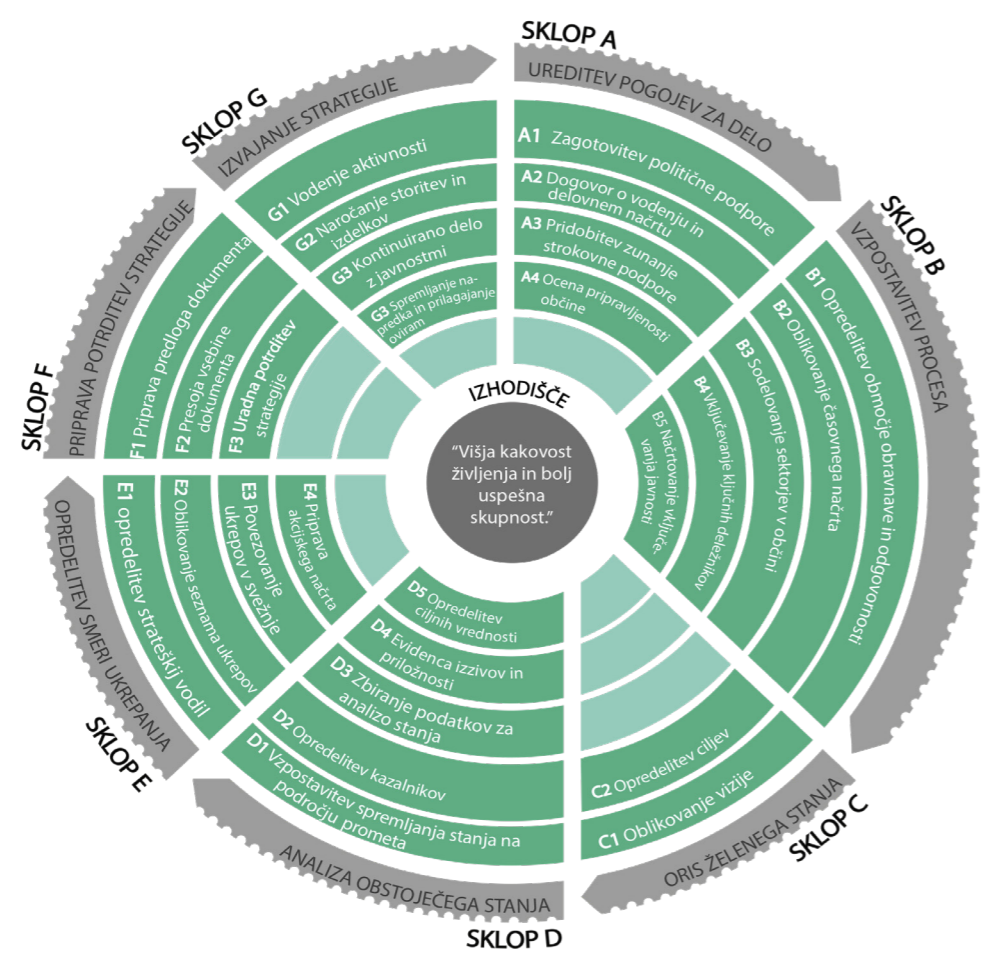 SKLOP A
UREDITEV POGOJEV ZA DELO
A1 Zagotovitev politične podpore
A2 Dogovor o vodenju in
delovnem načrtu
A3 Pridobitev zunanje
strokovne podpore
A4 Ocena pripravljenosti
občine
SKLOP B
VZPOSTAVITEV PROCESA
B1 Opredelitev območje obravnave in odgovornosti
B2 Oblikovanje časovnega načrta
B3 Sodelovanje sektorjev v občini
B4 Vključevanje ključnih deležnikov
B5 Načrtovanje vključe-
vanja javnosti
SKLOP C
ORIS ŽELENEGA STANJA
C2 Opredelitev ciljev
C1 Oblikovanje vizije
SKLOP D
ANALIZA OBSTOJEČEGA STANJA
D5 Opredelitev
ciljnih vrednosti
D4 Evidenca izzivov in
priložnosti
D3 Zbiranje podatkov za
analizo stanja
D2 Opredelitev kazalnikov
D1 Vzpostavitev spremljanja stanja na
področju prometa
SKLOP E
OPREDELITEV SMERI UKREPANJA
E1 opredelitev strateškij vodil
E2 Oblikovanje seznama ukrepov
E3 Povezovanje
ukrepov v svežnje
E4 Priprava
akcijskega načrta
SKLOP F
PRIPRAVA POTRDITEV STRATEGIJE
F1 Priprava predloga dokumenta
F2 Presoja vsebine
dokumenta
F3 Uradna potrditev
strategije
SKLOP G
IZVAJANJE STRATEGIJE
G1 Vodenje aktivnosti
G2 Naročanje storitev in
izdelkov
G3 Kontinuirano delo
z javnostmi
G3 Spremljanje na-
predka in prilagajanje
oviram
IZHODIŠČE
“Višja kakovost
življenja in bolj
uspešna
skupnost.”